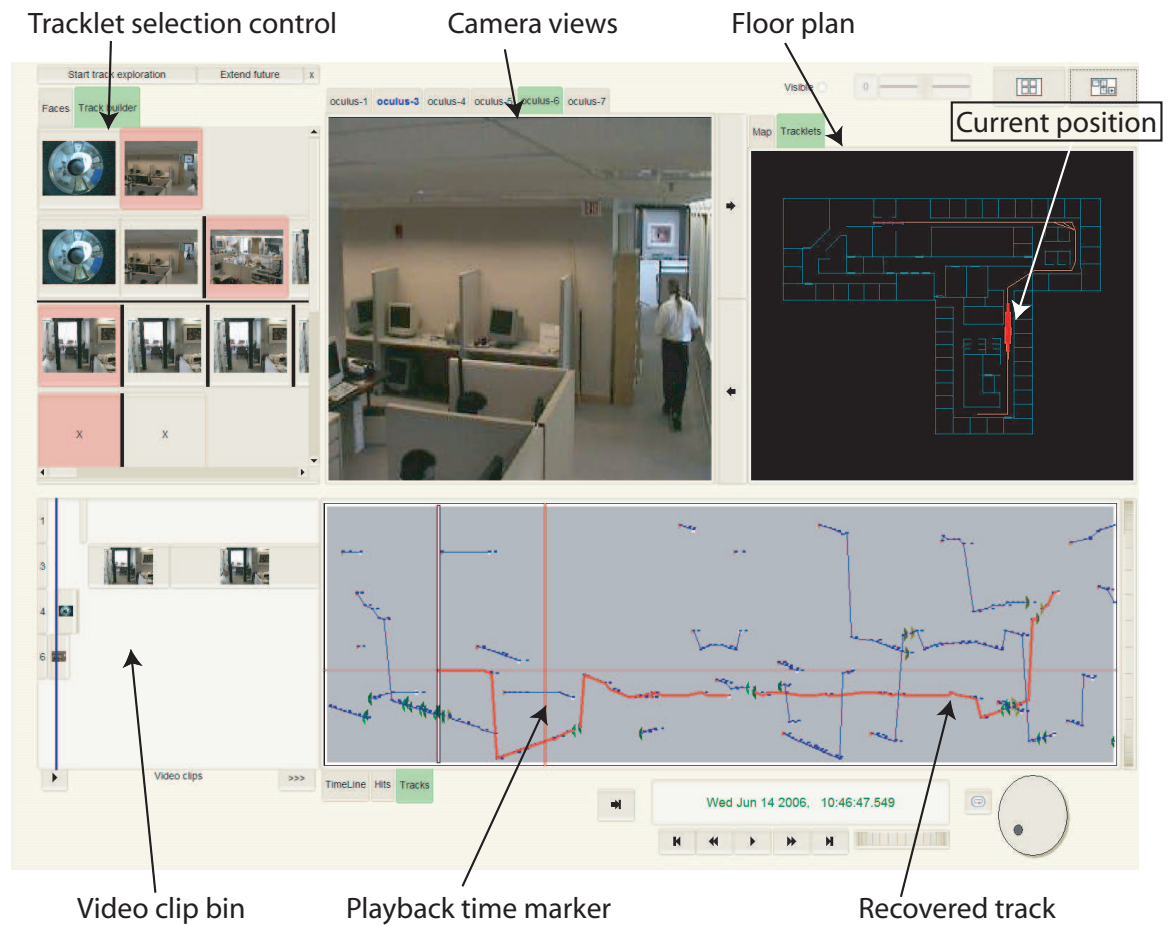 Tracklet selection control
Camera views
Floor plan
Start track exploration
Extend future
x
Visible
0
Faces
Track builder
oculus-1
oculus-3
oculus-4
oculus-5
oculus-6
oculus-7
Map
Tracklets
Current position
X
X
1
3
4
6
Video clips
>>>
TimeLine
Hits
Tracks
Wed Jun 14 2006, 10:46:47.549
Video clip bin
Playback time marker
Recovered track